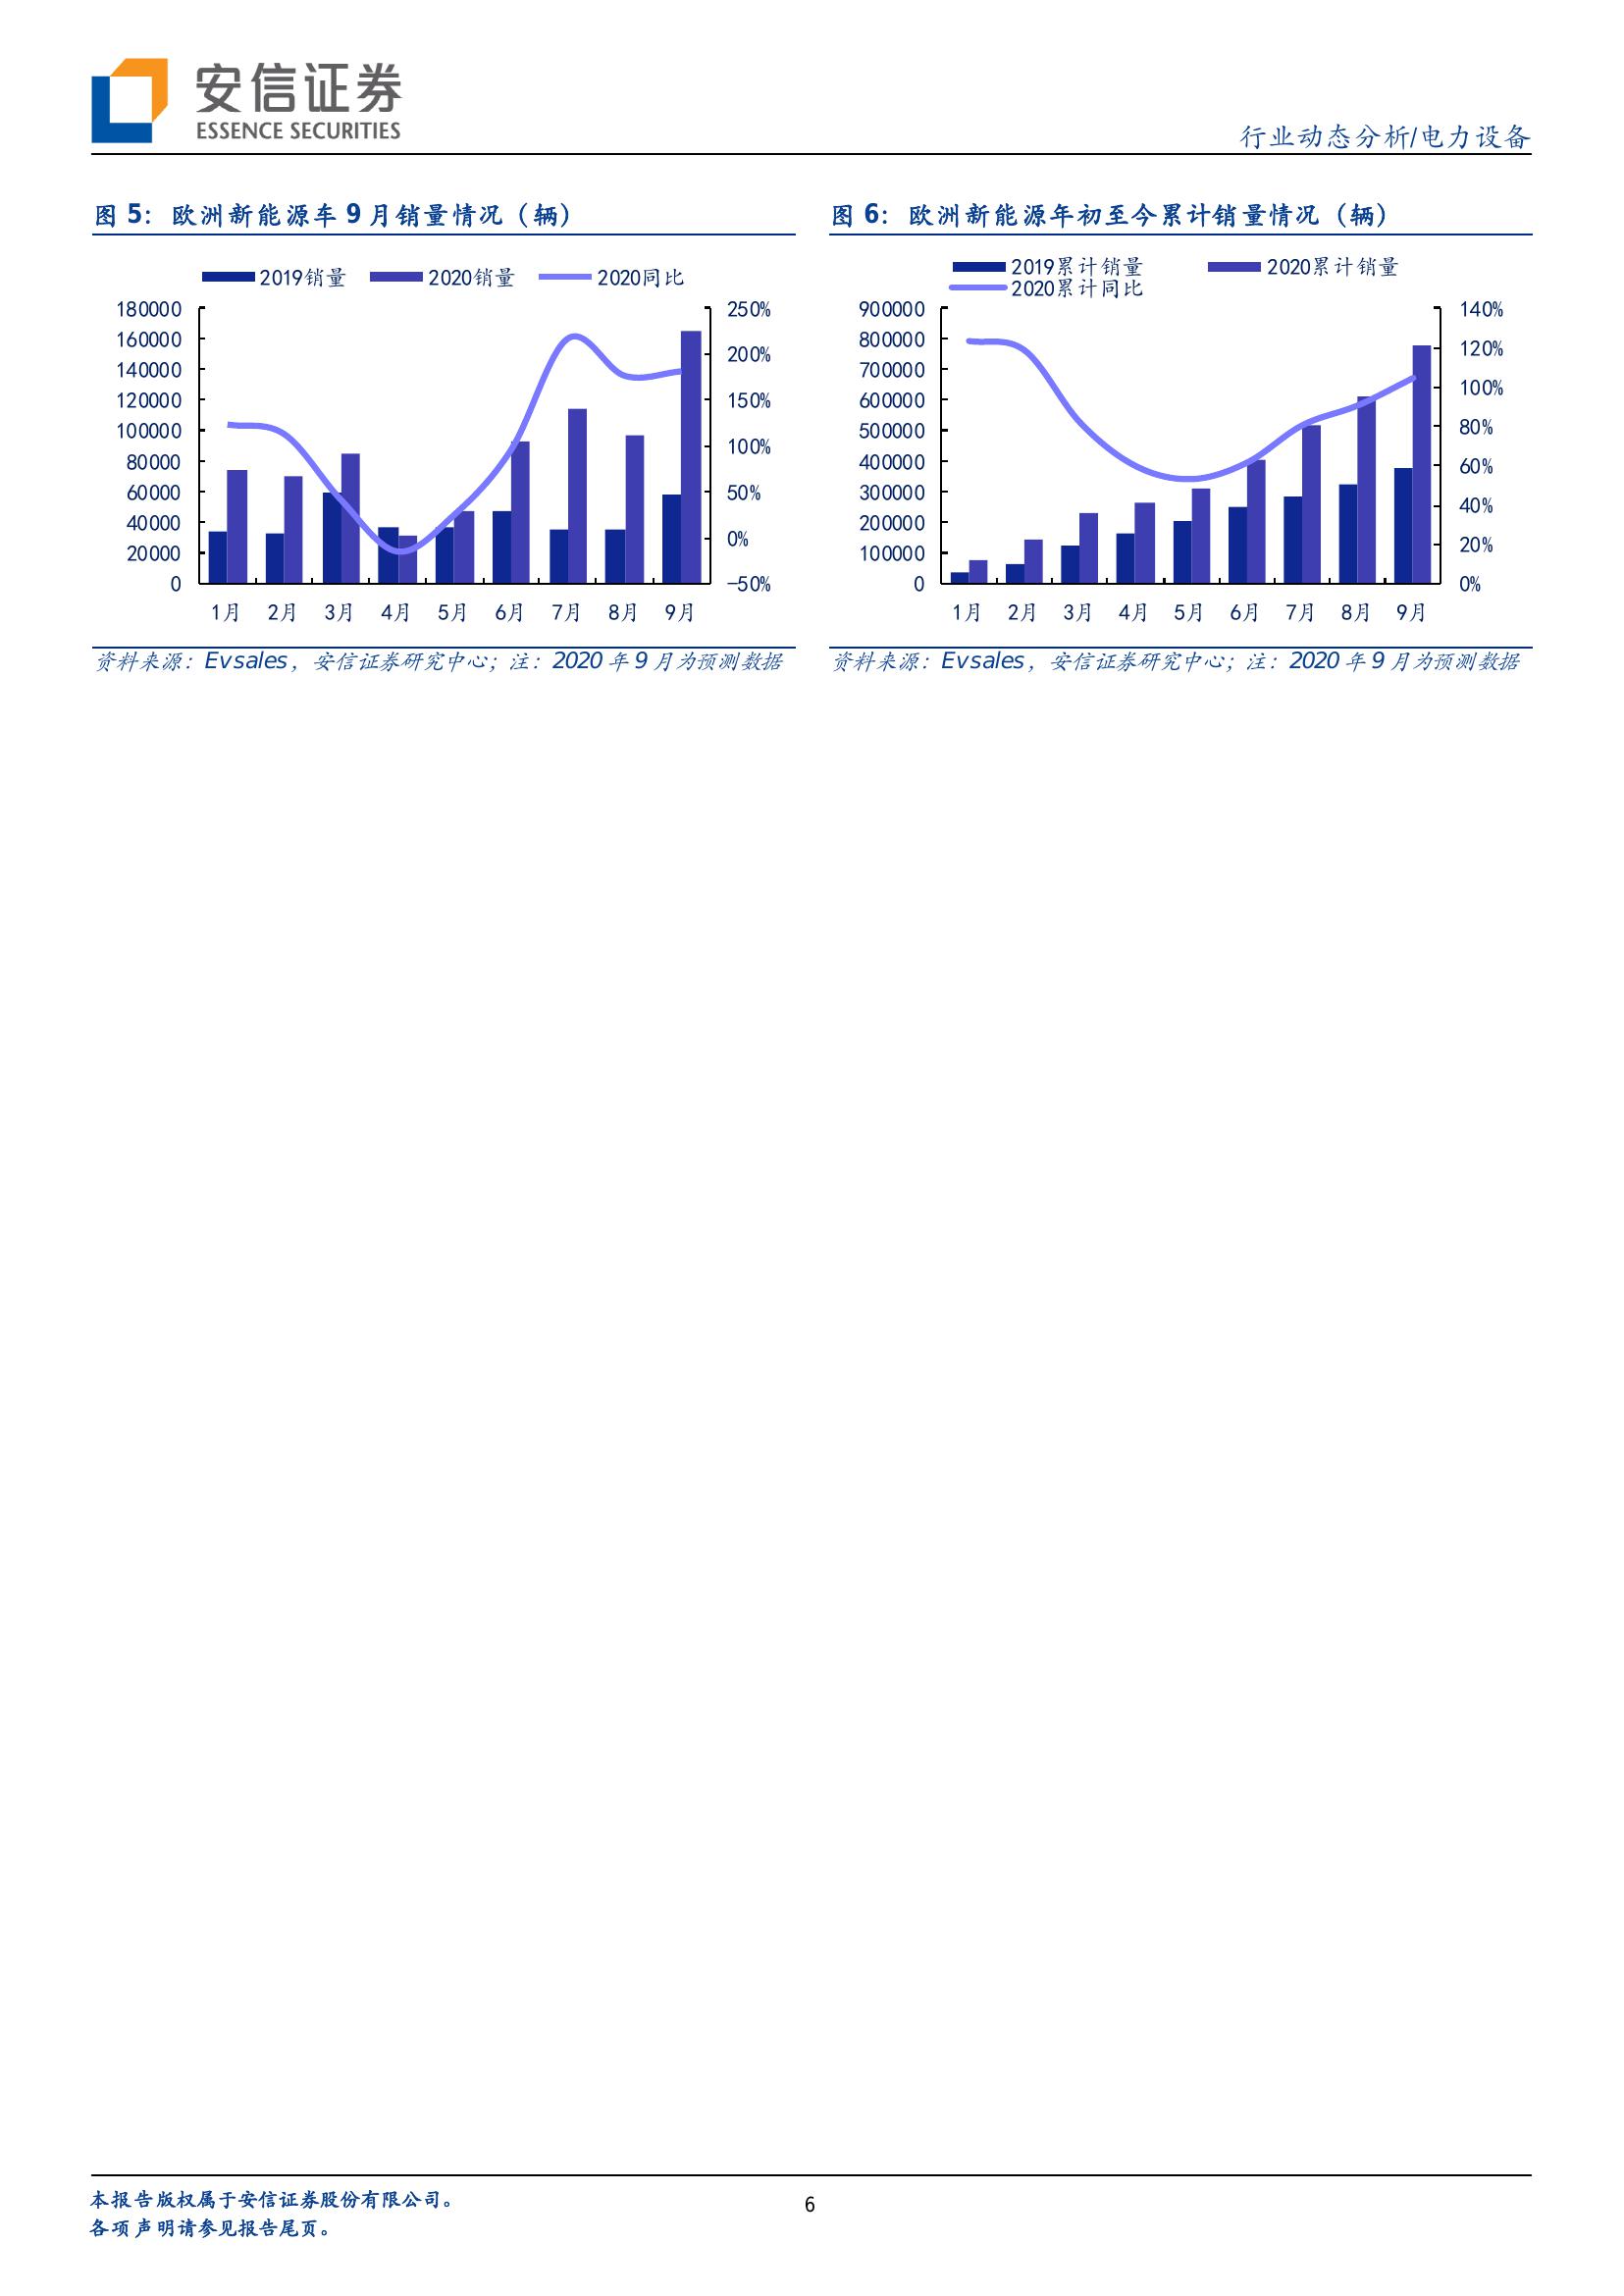 安信证券
ESSENCE SECURITIES
行业动态分析/电力设备
图 5：欧洲新能源车 9 月销量情况（辆）
2019销量 2020销量 2020同比
180000
160000
140000
120000
100000
80000
60000
40000
20000
0
250%
200%
150%
100%
50%
0%
-50%
1月 2月 3月 4月 5月 6月 7月 8月 9月
资料来源：Evsales，安信证券研究中心；注：2020 年 9 月为预测数据
图 6：欧洲新能源年初至今累计销量情况（辆）
2019累计销量 2020累计销量
2020累计同比
900000
800000
700000
600000
500000
400000
300000
200000
100000
0
140%
120%
100%
80%
60%
40%
20%
0%
1月 2月 3月 4月 5月 6月 7月 8月 9月
资料来源：Evsales，安信证券研究中心；注：2020 年 9 月为预测数据
本报告版权属于安信证券股份有限公司。
各项声明请参见报告尾页。
6